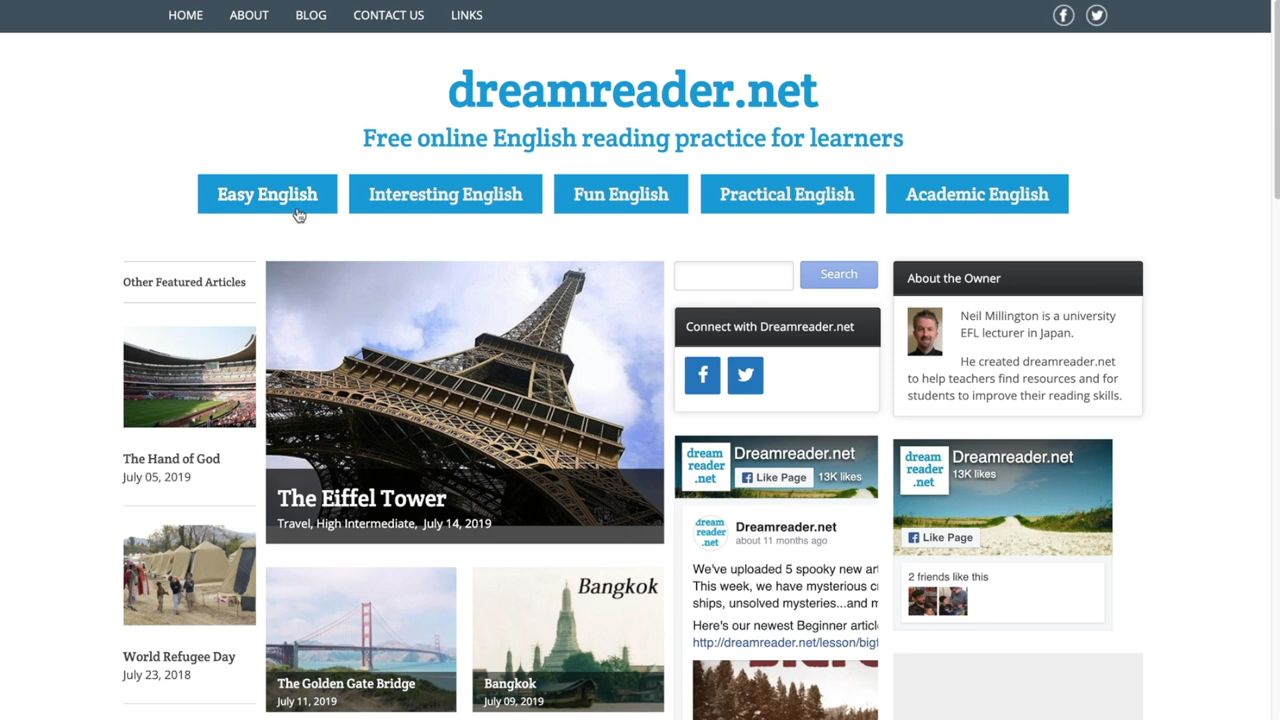 HOME
ABOUT
BLOG
CONTACT US
LINKS
dreamreader.net
Free online English reading practice for learners
Easy English
Interesting English
Fun English
Practical English
Academic English
Other Featured Articles
The Hand of God
July 05, 2019
World Refugee Day
July 23, 2018
The Eiffel Tower
Travel, High Intermediate, July 14, 2019
The Golden Gate Bridge
July 11, 2019
Bangkok
Bangkok
July 09, 2019
Search
Connect with Dreamreader.net
dream
reader
.net
Dreamreader.net
Like Page
13K likes
dream
reader
.net
Dreamreader.net
about 11 months ago
We've uploaded 5 spooky new ar
This week, we have mysterious c
ships, unsolved mysteries...and m
Here's our newest Beginner articl
http://dreamreader.net/lesson/bigf
About the Owner
Neil Millington is a university
EFL lecturer in Japan.
He created dreamreader.net
to help teachers find resources and for
students to improve their reading skills.
dream
reader
.net
Dreamreader.net
13K likes
Like Page
2 friends like this